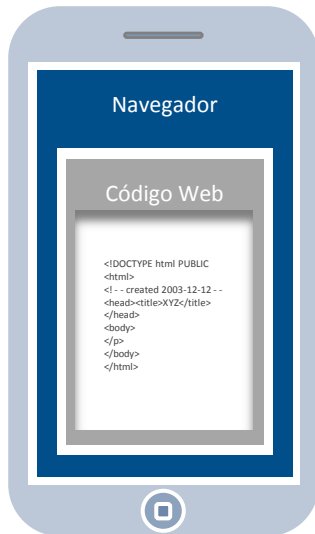 Navegador
Código Web
<!DOCTYPE html PUBLIC
<html>
<! - - created 2003-12-12 - -
<head><title>XYZ</title>
</head>
<body>
</p>
</body>
</html>